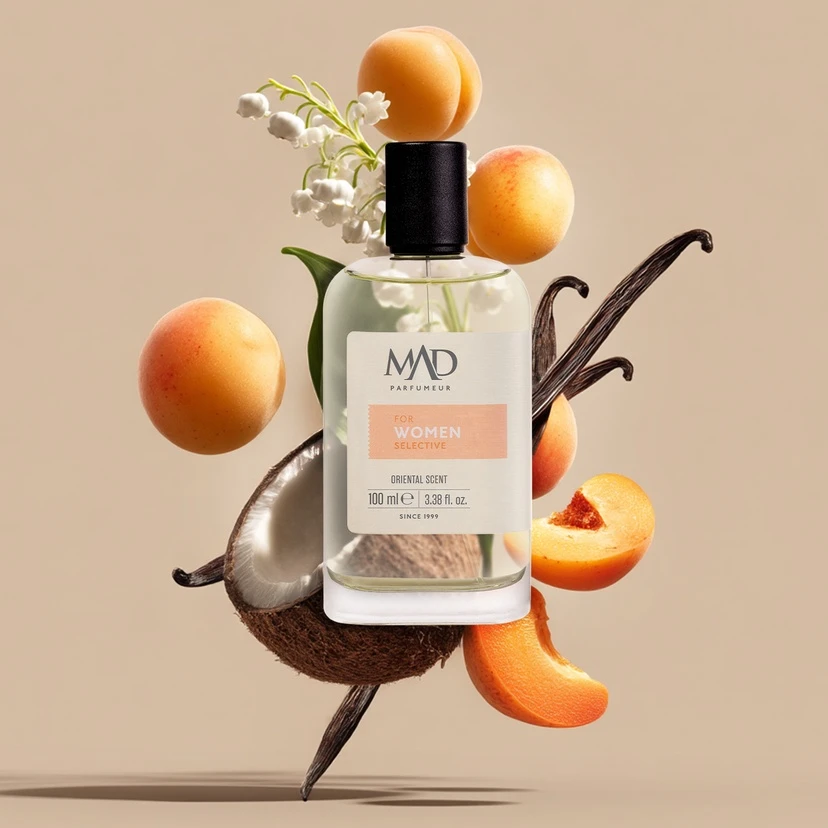 MAD
PARFUMEUR
FOR
WOMEN
SELECTIVE
ORIENTAL SCENT
100 ml ℮ 3.38 fl. oz.
SINCE 1999